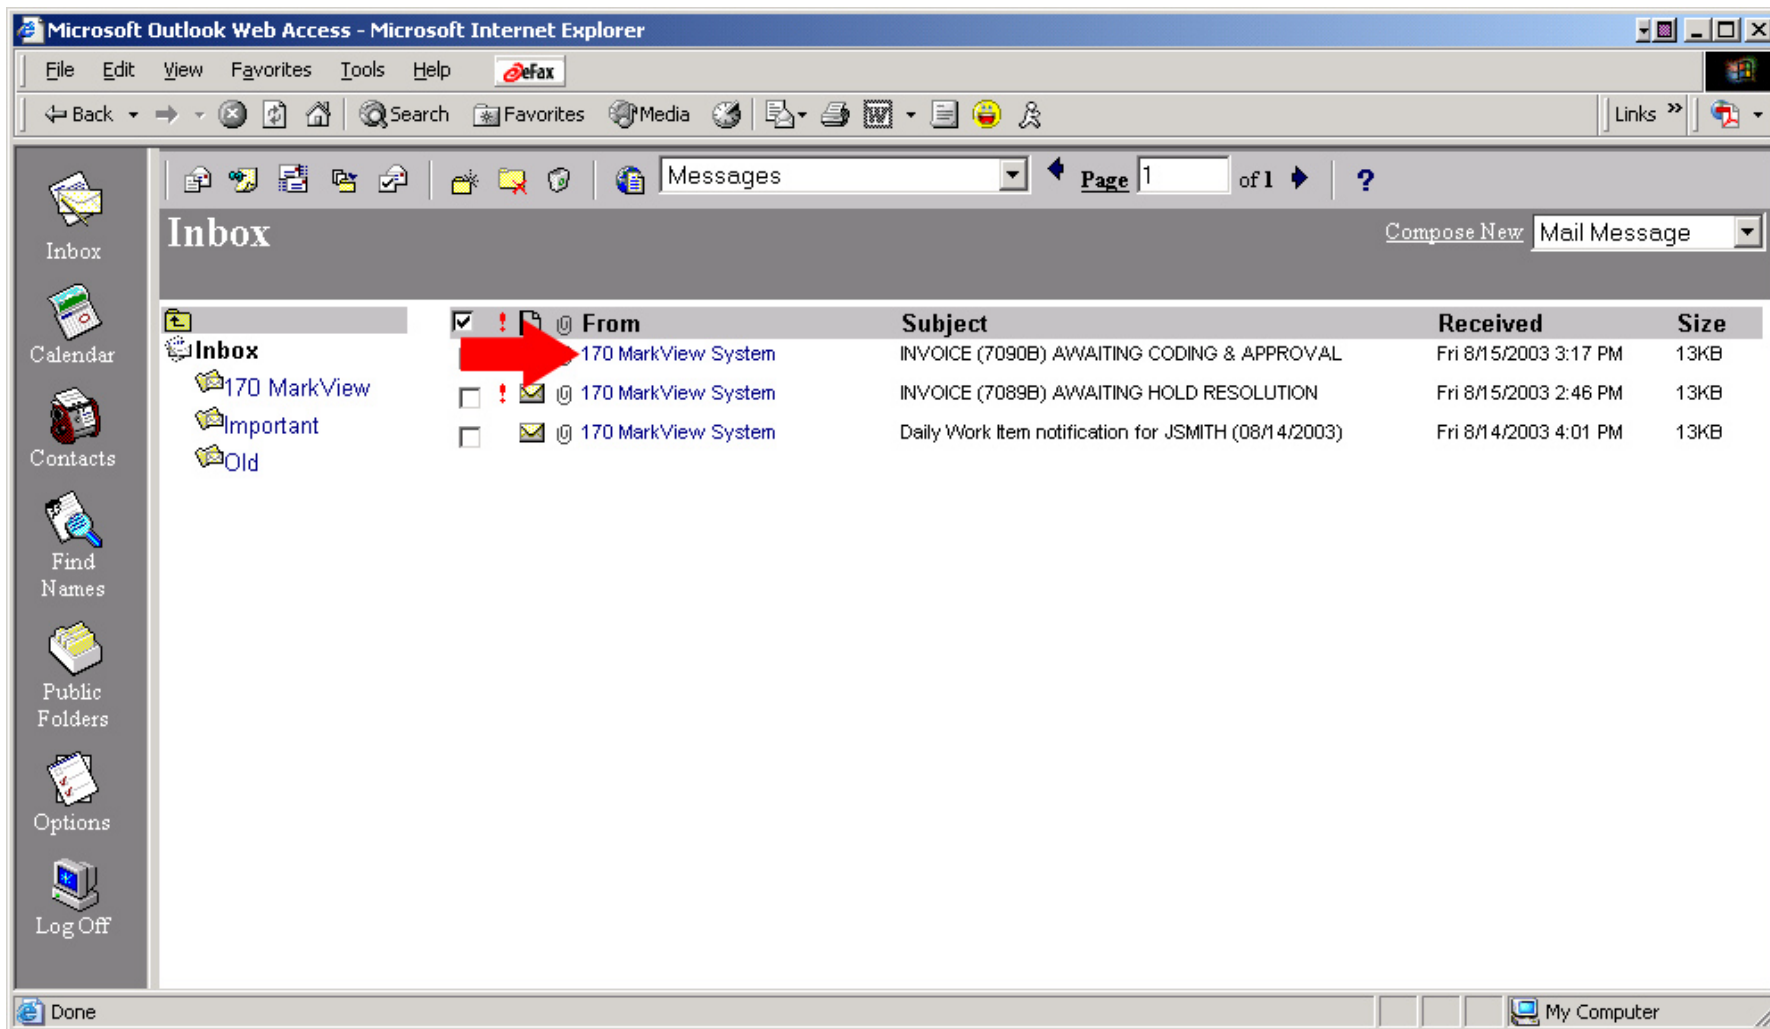 Microsoft Outlook Web Access - Microsoft Internet Explorer
File Edit View Favorites Tools Help eFax
Back Search Favorites Media Links »
Messages Page 1 of 1 ?
Inbox Compose New Mail Message
Inbox
Calendar
Contacts
Find
Names
Public
Folders
Options
Log Off
Inbox
170 MarkView
Important
Old
! From Subject Received Size
170 MarkView System INVOICE (7090B) AWAITING CODING & APPROVAL Fri 8/15/2003 3:17 PM 13KB
! 170 MarkView System INVOICE (7089B) AWAITING HOLD RESOLUTION Fri 8/15/2003 2:46 PM 13KB
170 MarkView System Daily Work Item notification for JSMITH (08/14/2003) Fri 8/14/2003 4:01 PM 13KB
Done My Computer